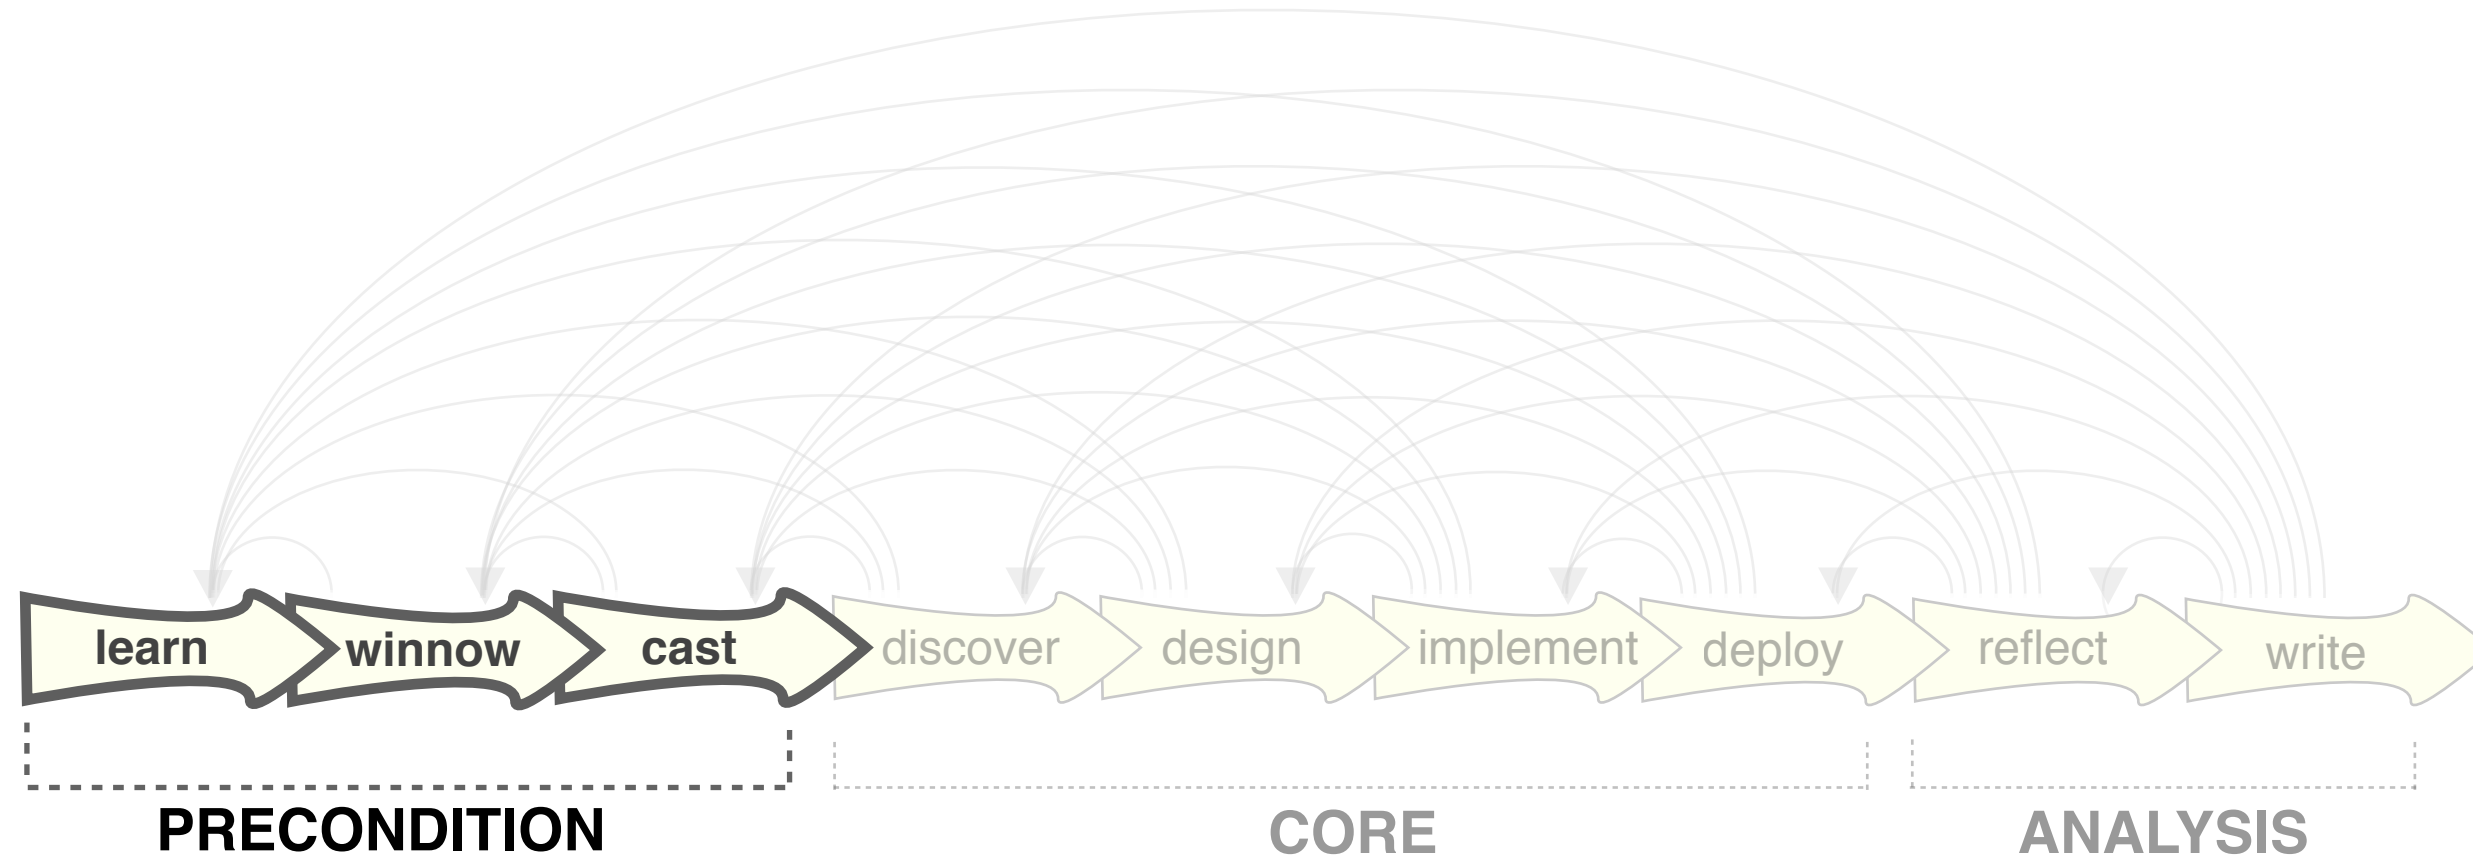 learn
winnow
cast
discover
design
implement
deploy
reflect
write
PRECONDITION
CORE
ANALYSIS